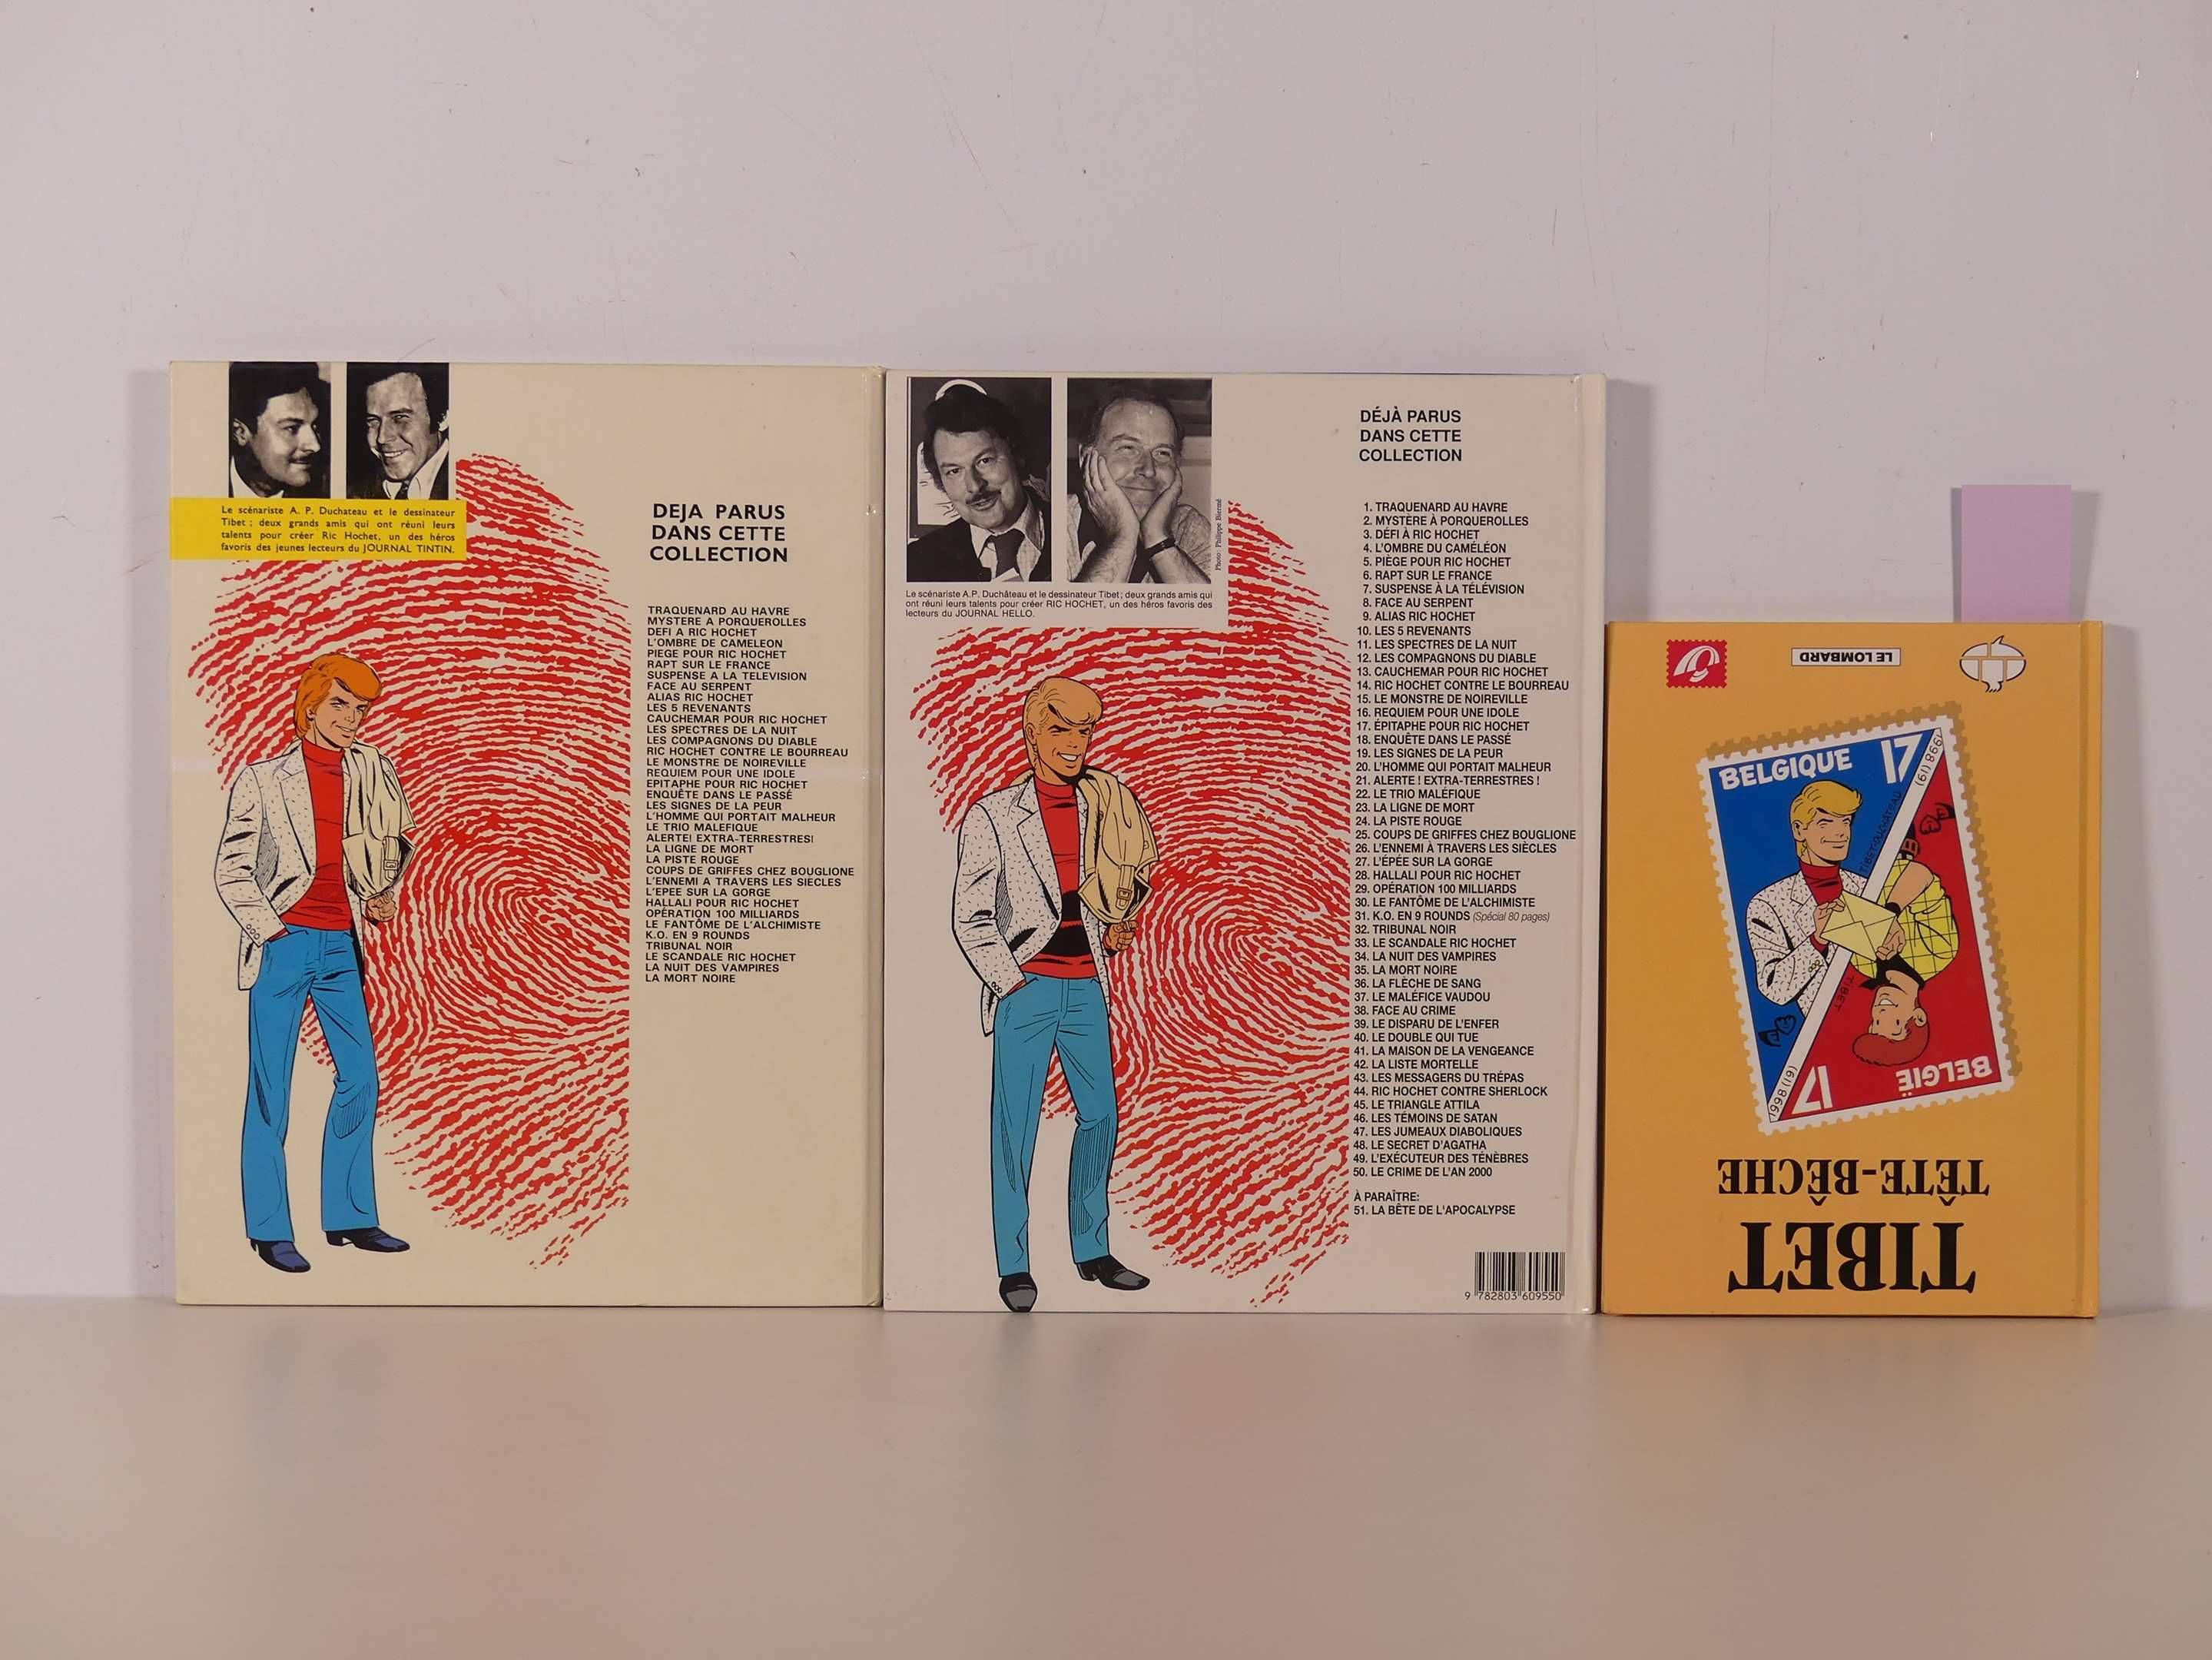 Le scénariste A. P. Duchateau et le dessinateur
Tibet ; deux grands amis qui ont réuni leurs
talents pour créer Ric Hochet, un des héros
favoris des jeunes lecteurs du JOURNAL TINTIN.
DEJA PARUS
DANS CETTE
COLLECTION
TRAQUENARD AU HAVRE
MYSTERE A PORQUEROLLES
DEFI A RIC HOCHET
L'OMBRE DE CAMELEON
PIEGE POUR RIC HOCHET
RAPT SUR LE FRANCE
SUSPENSE A LA TELEVISION
FACE AU SERPENT
ALIAS RIC HOCHET
LES 5 REVENANTS
CAUCHEMAR POUR RIC HOCHET
LES SPECTRES DE LA NUIT
LES COMPAGNONS DU DIABLE
RIC HOCHET CONTRE LE BOURREAU
LE MONSTRE DE NOIREVILLE
REQUIEM POUR UNE IDOLE
EPITAPHE POUR RIC HOCHET
ENQUÊTE DANS LE PASSÉ
LES SIGNES DE LA PEUR
L'HOMME QUI PORTAIT MALHEUR
LE TRIO MALEFIQUE
ALERTE! EXTRA-TERRESTRES!
LA LIGNE DE MORT
LA PISTE ROUGE
COUPS DE GRIFFES CHEZ BOUGLIONE
L'ENNEMI A TRAVERS LES SIECLES
L'EPEE SUR LA GORGE
HALLALI POUR RIC HOCHET
OPÉRATION 100 MILLIARDS
LE FANTÔME DE L'ALCHIMISTE
K.O. EN 9 ROUNDS
TRIBUNAL NOIR
LE SCANDALE RIC HOCHET
LA NUIT DES VAMPIRES
LA MORT NOIRE
Photo : Philippe Biermé
Le scénariste A.P. Duchâteau et le dessinateur Tibet; deux grands amis qui
ont réuni leurs talents pour créer RIC HOCHET, un des héros favoris des
lecteurs du JOURNAL HELLO.
DÉJÀ PARUS
DANS CETTE
COLLECTION
1. TRAQUENARD AU HAVRE
2. MYSTÈRE À PORQUEROLLES
3. DÉFI À RIC HOCHET
4. L'OMBRE DU CAMÉLÉON
5. PIÈGE POUR RIC HOCHET
6. RAPT SUR LE FRANCE
7. SUSPENSE À LA TÉLÉVISION
8. FACE AU SERPENT
9. ALIAS RIC HOCHET
10. LES 5 REVENANTS
11. LES SPECTRES DE LA NUIT
12. LES COMPAGNONS DU DIABLE
13. CAUCHEMAR POUR RIC HOCHET
14. RIC HOCHET CONTRE LE BOURREAU
15. LE MONSTRE DE NOIREVILLE
16. REQUIEM POUR UNE IDOLE
17. ÉPITAPHE POUR RIC HOCHET
18. ENQUÊTE DANS LE PASSÉ
19. LES SIGNES DE LA PEUR
20. L'HOMME QUI PORTAIT MALHEUR
21. ALERTE ! EXTRA-TERRESTRES !
22. LE TRIO MALÉFIQUE
23. LA LIGNE DE MORT
24. LA PISTE ROUGE
25. COUPS DE GRIFFES CHEZ BOUGLIONE
26. L'ENNEMI À TRAVERS LES SIÈCLES
27. L'ÉPÉE SUR LA GORGE
28. HALLALI POUR RIC HOCHET
29. OPÉRATION 100 MILLIARDS
30. LE FANTÔME DE L'ALCHIMISTE
31. K.O. EN 9 ROUNDS (Spécial 80 pages)
32. TRIBUNAL NOIR
33. LE SCANDALE RIC HOCHET
34. LA NUIT DES VAMPIRES
35. LA MORT NOIRE
36. LA FLÈCHE DE SANG
37. LE MALÉFICE VAUDOU
38. FACE AU CRIME
39. LE DISPARU DE L'ENFER
40. LE DOUBLE QUI TUE
41. LA MAISON DE LA VENGEANCE
42. LA LISTE MORTELLE
43. LES MESSAGERS DU TRÉPAS
44. RIC HOCHET CONTRE SHERLOCK
45. LE TRIANGLE ATTILA
46. LES TÉMOINS DE SATAN
47. LES JUMEAUX DIABOLIQUES
48. LE SECRET D'AGATHA
49. L'EXÉCUTEUR DES TÉNÈBRES
50. LE CRIME DE L'AN 2000
À PARAÎTRE:
51. LA BÊTE DE L'APOCALYPSE
9 782803 609550
TIBET
TÊTE-BÊCHE
BELGIË
17
1998 (19)
TIBET
BELGIQUE
17
1998 (19)
TIBET-DUCHATEAU
LE LOMBARD